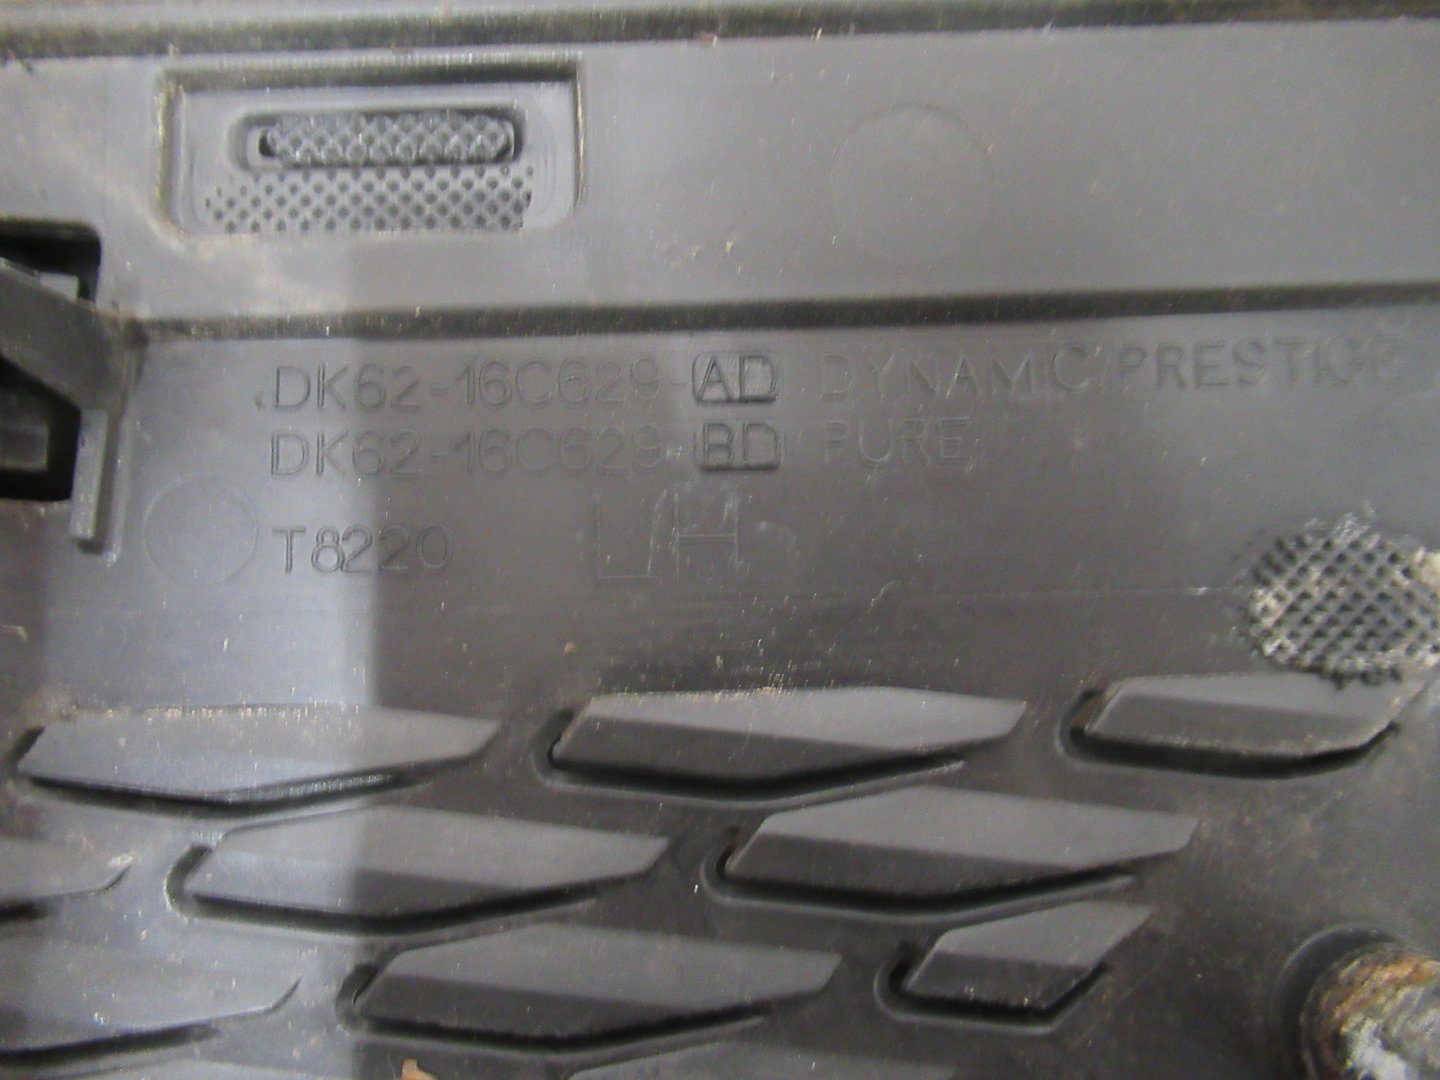 DK62-16C629-AD DYNAMIC/PRESTIGE
DK62-16C629-BD PURE
T8220 LH